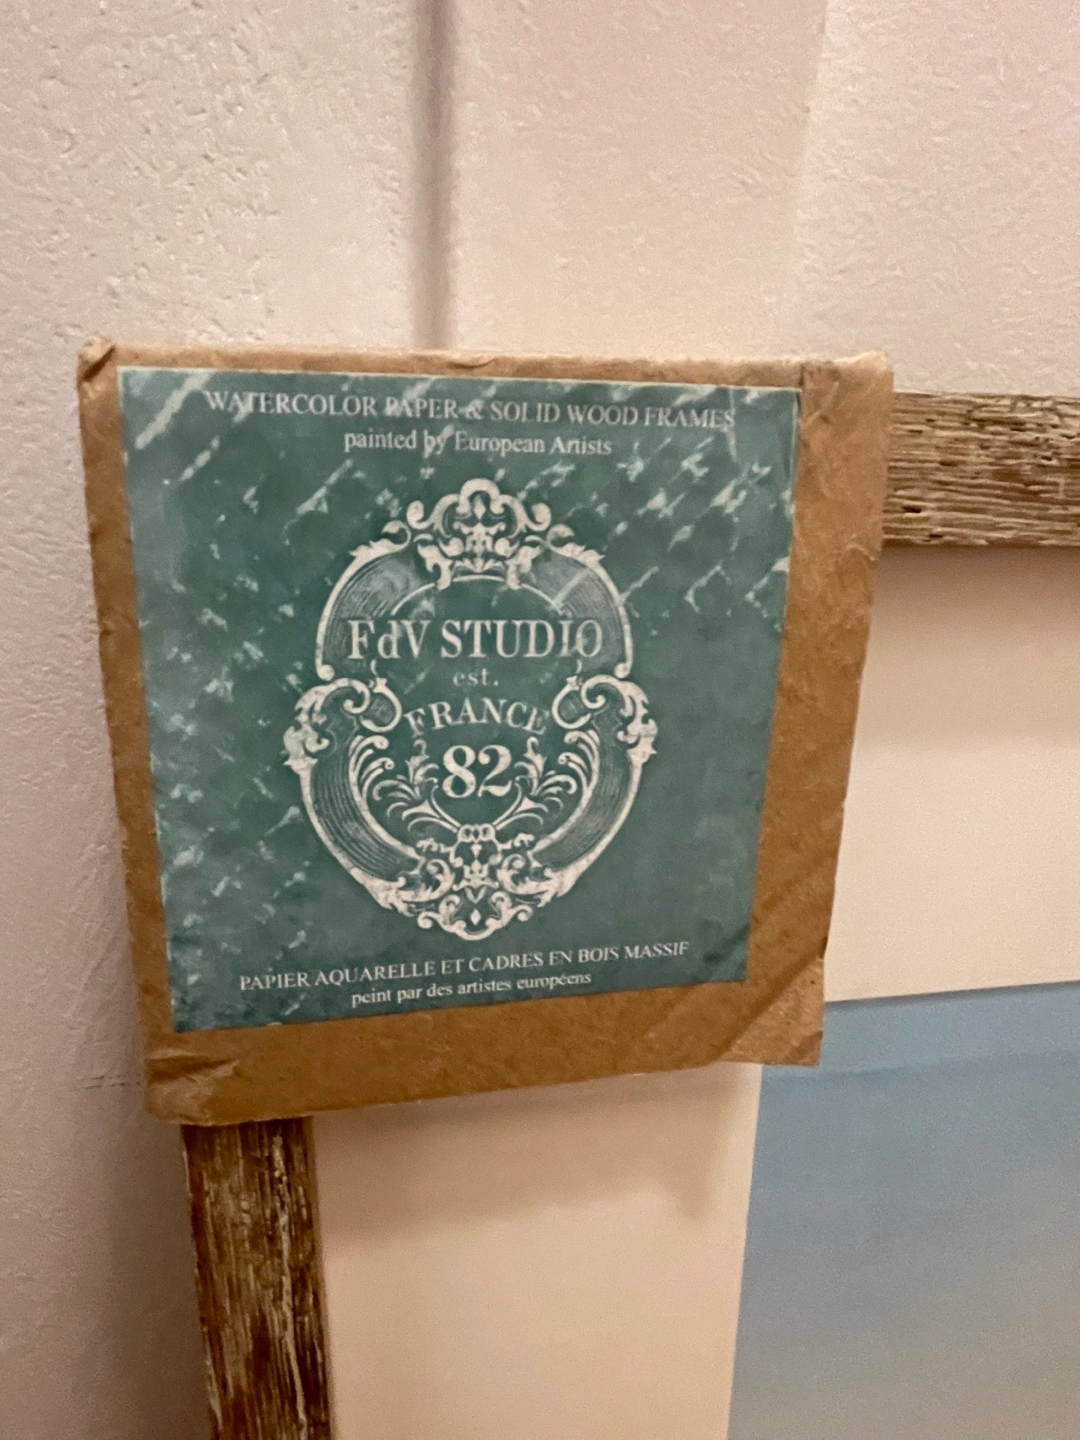 WATERCOLOR PAPER & SOLID WOOD FRAMES
painted by European Artists
FdV STUDIO
est.
FRANCE
82
PAPIER AQUARELLE ET CADRES EN BOIS MASSIF
peint par des artistes européens